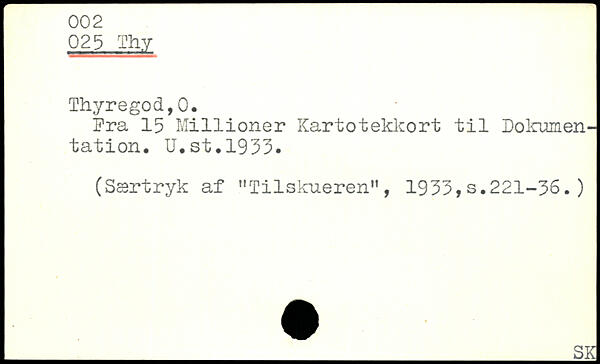 002
025 Thy
Thyregod,O.
Fra 15 Millioner Kartotekkort til Dokumen-
tation. U.st.1933.
(Særtryk af "Tilskueren", 1933,s.221-36.)
SK